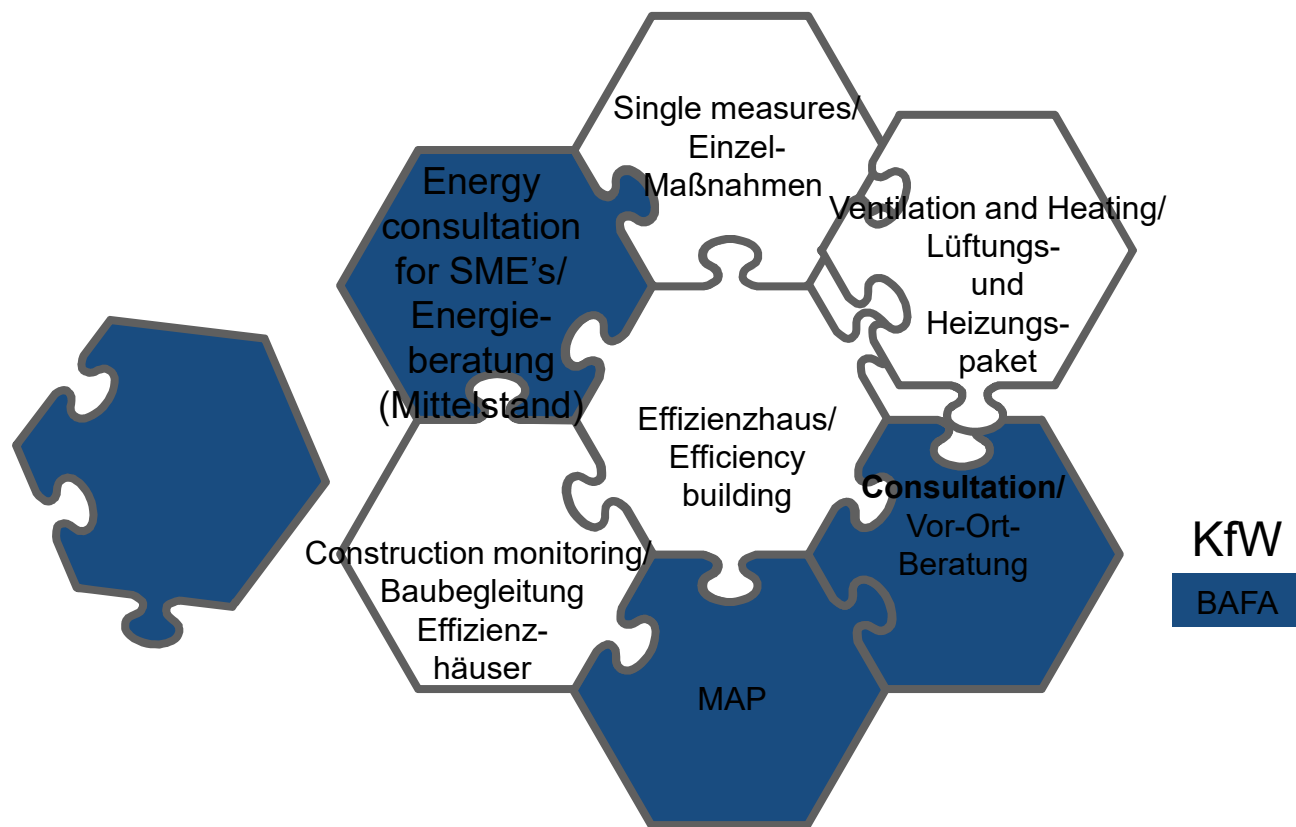 Single measures/
Einzel-
Maßnahmen
Energy
consultation
for SME's/
Energie-
beratung
(Mittelstand)
Ventilation and Heating/
Lüftungs-
und
Heizungs-
paket
Effizienzhaus/
Efficiency
building
Consultation/
Vor-Ort-
Beratung
Construction monitoring/
Baubegleitung
Effizienz-
häuser
MAP
KfW
BAFA